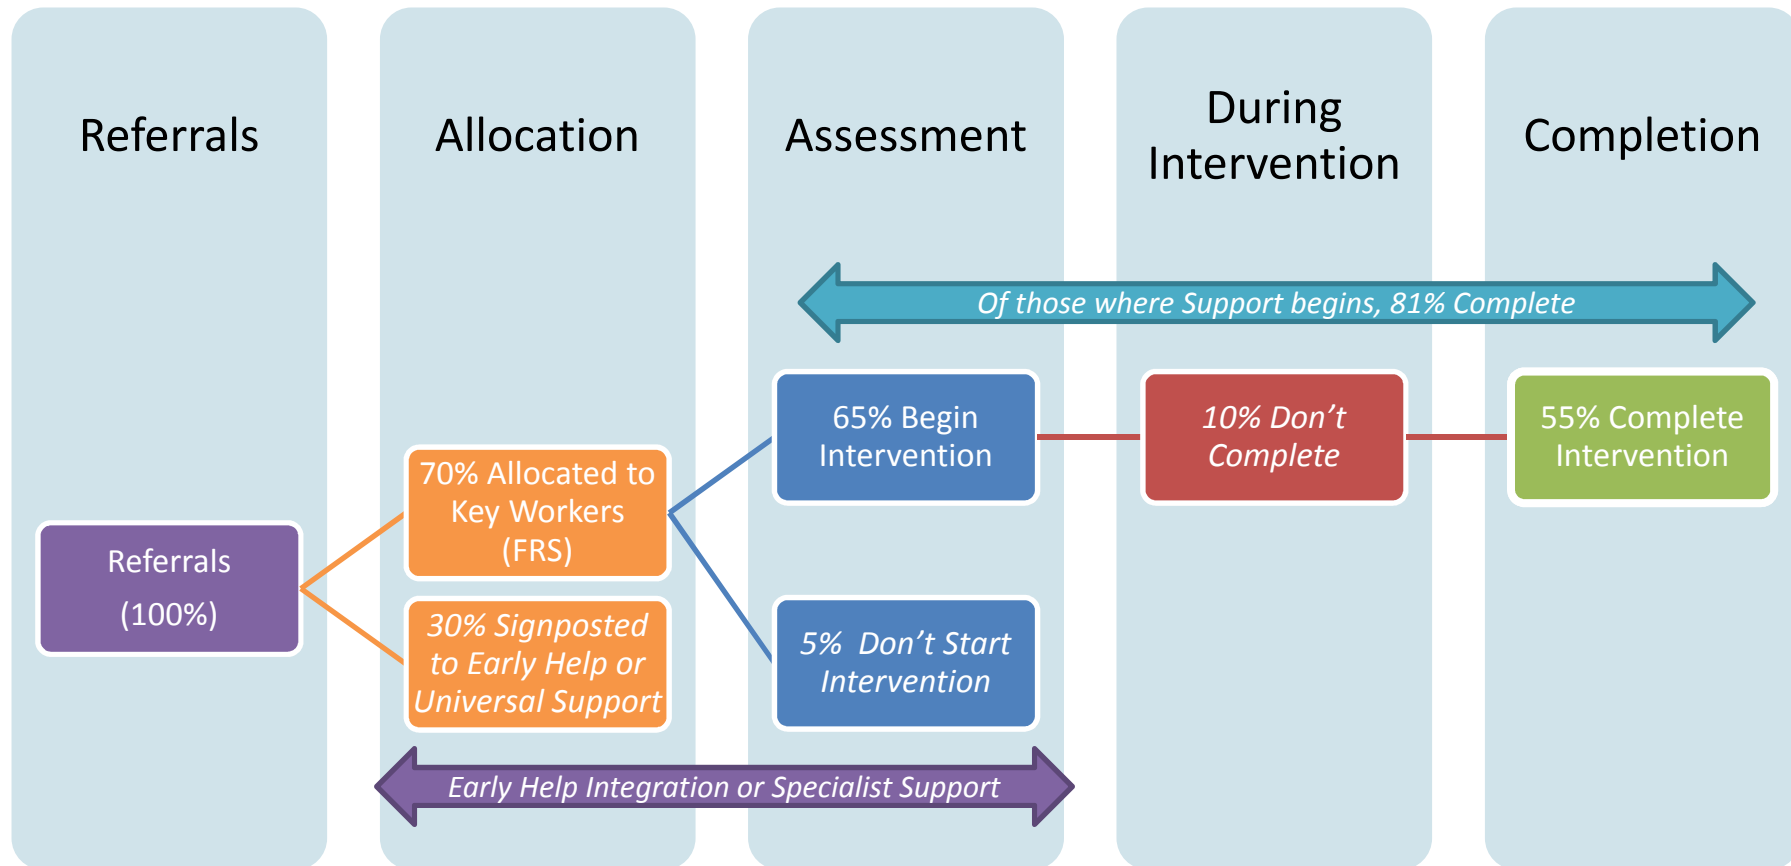 Referrals
Allocation
Assessment
During
Intervention
Completion
Of those where Support begins, 81% Complete
Referrals
(100%)
70% Allocated to
Key Workers
(FRS)
30% Signposted
to Early Help or
Universal Support
65% Begin
Intervention
5%  Don’t Start
Intervention
10% Don’t
Complete
55% Complete
Intervention
Early Help Integration or Specialist Support